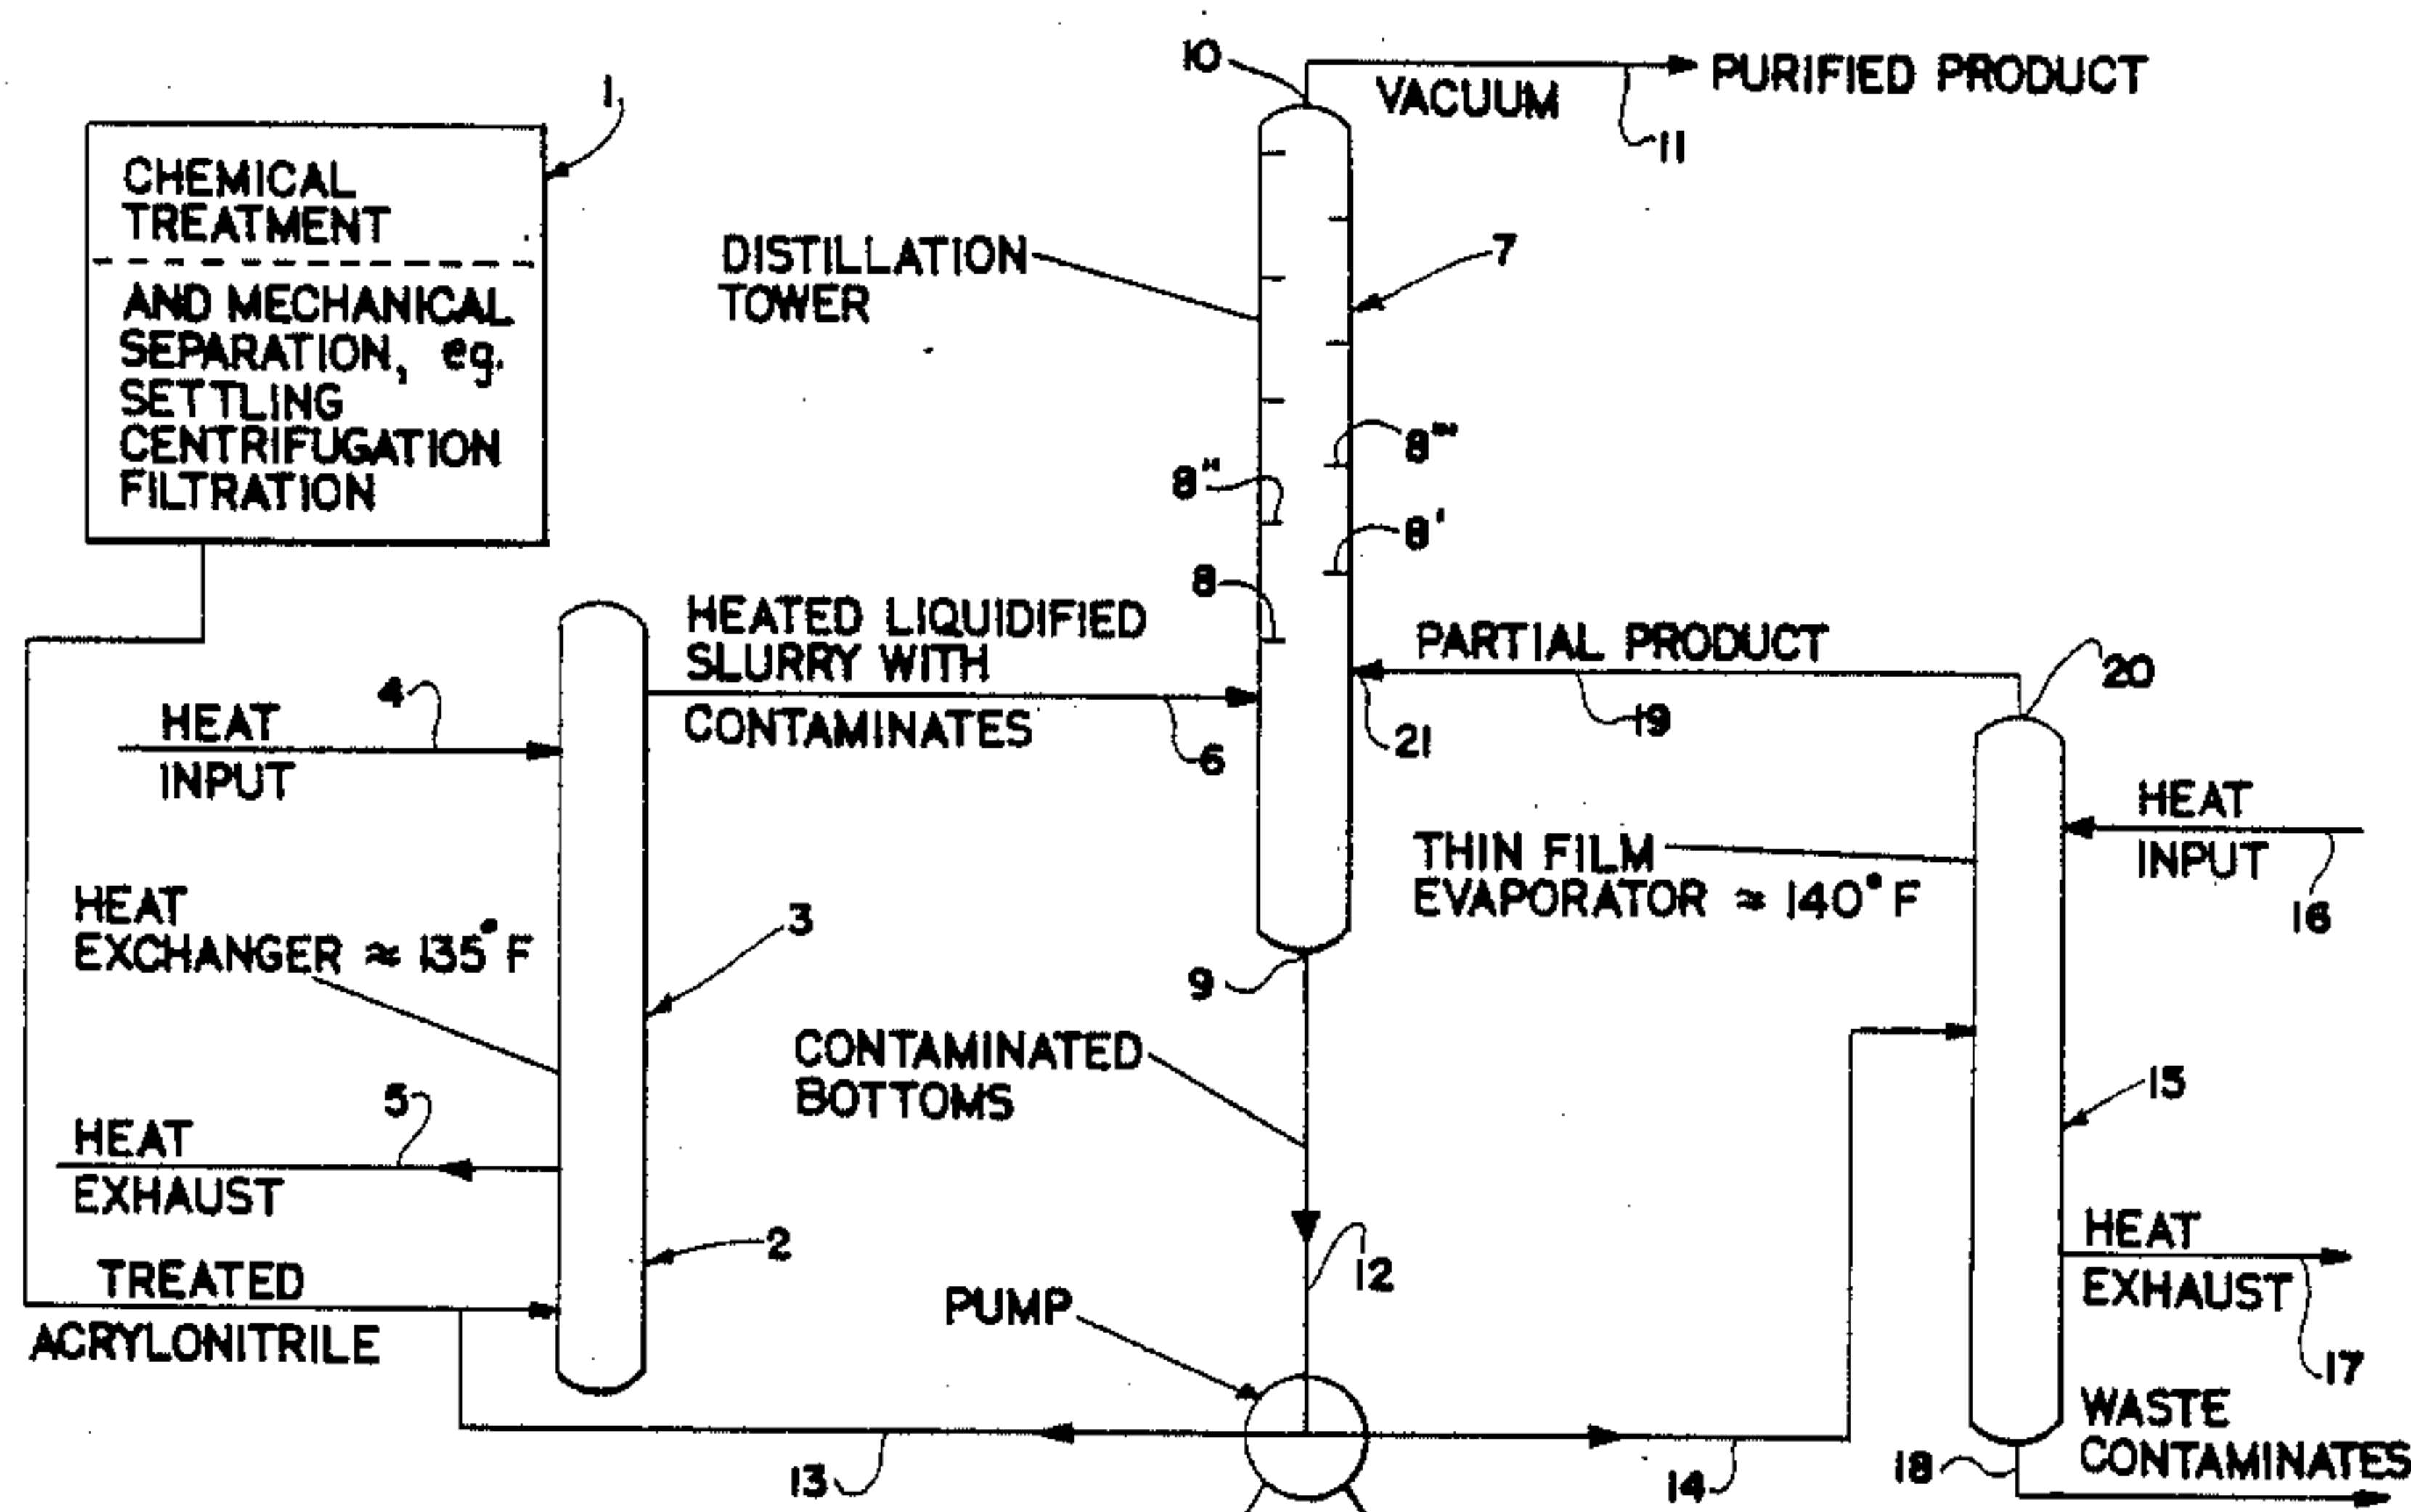 10
VACUUM
PURIFIED PRODUCT
11
1
CHEMICAL
TREATMENT
AND MECHANICAL
SEPARATION, eg.
SETTLING
CENTRIFUGATION
FILTRATION
DISTILLATION
TOWER
7
8"
8'''
8'
8
HEATED LIQUIDIFIED
SLURRY WITH
CONTAMINATES
6
PARTIAL PRODUCT
19
20
21
4
HEAT
INPUT
HEAT
INPUT
16
THIN FILM
EVAPORATOR ≈ 140°F
HEAT
EXCHANGER ≈ 135°F
3
9
CONTAMINATED
BOTTOMS
15
5
HEAT
EXHAUST
2
TREATED
ACRYLONITRILE
PUMP
12
HEAT
EXHAUST
17
13
14
18
WASTE
CONTAMINATES